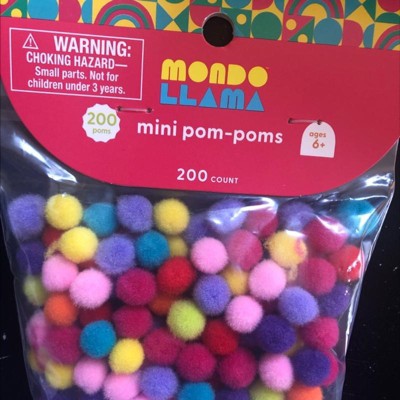 ⚠ WARNING:
CHOKING HAZARD—
Small parts. Not for
children under 3 years.
MONDO
LLAMA
200
poms
mini pom-poms
ages
6+
200 COUNT